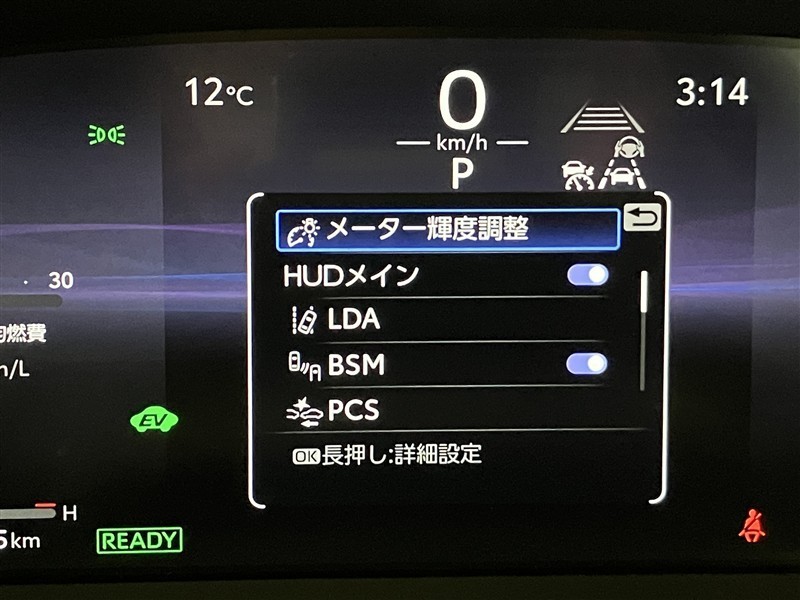 12℃
0
3:14
km/h
P
メーター輝度調整
HUDメイン
30
LDA
燃費
/L
BSM
EV
PCS
OK長押し:詳細設定
H
km
READY